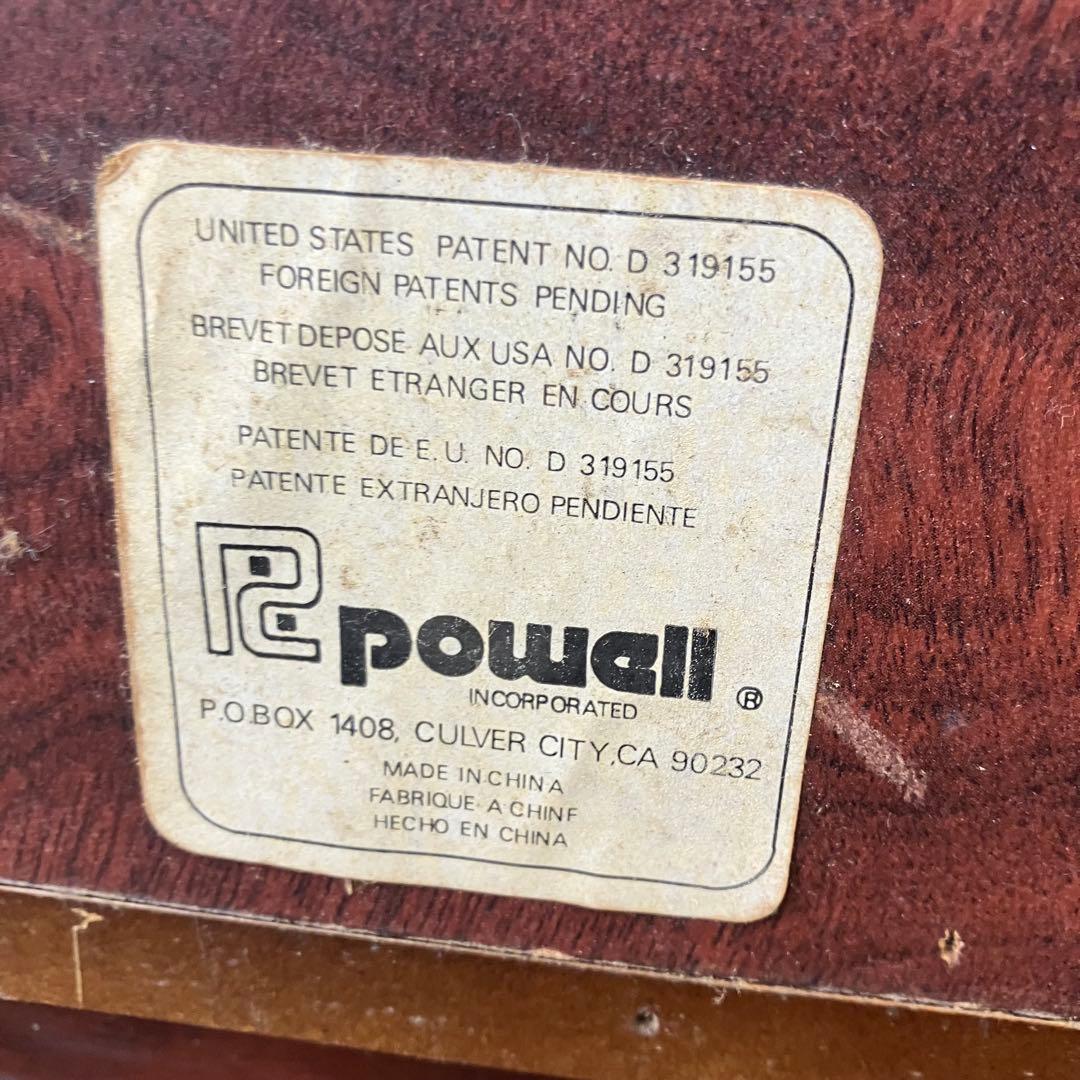 UNITED STATES PATENT NO. D 319155
FOREIGN PATENTS PENDING
BREVET DEPOSE AUX USA NO. D 319155
BREVET ETRANGER EN COURS
PATENTE DE E.U. NO. D 319155
PATENTE EXTRANJERO PENDIENTE
PC powell ®
INCORPORATED
P.O.BOX 1408, CULVER CITY,CA 90232
MADE IN CHINA
FABRIQUE A CHINE
HECHO EN CHINA